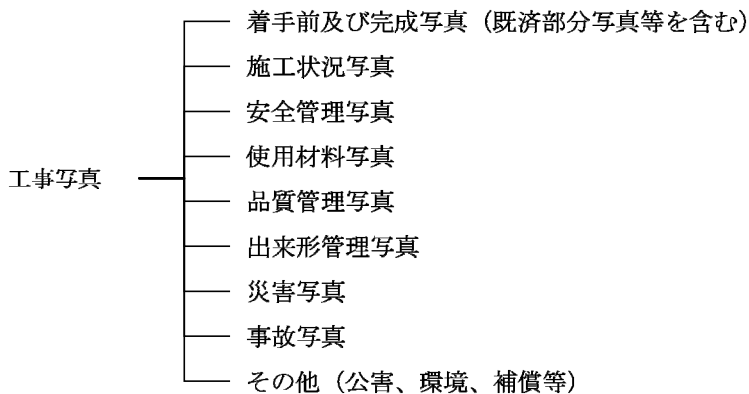 着手前及び完成写真（既済部分写真等を含む）
施工状況写真
安全管理写真
使用材料写真
工事写真
品質管理写真
出来形管理写真
災害写真
事故写真
その他（公害、環境、補償等）